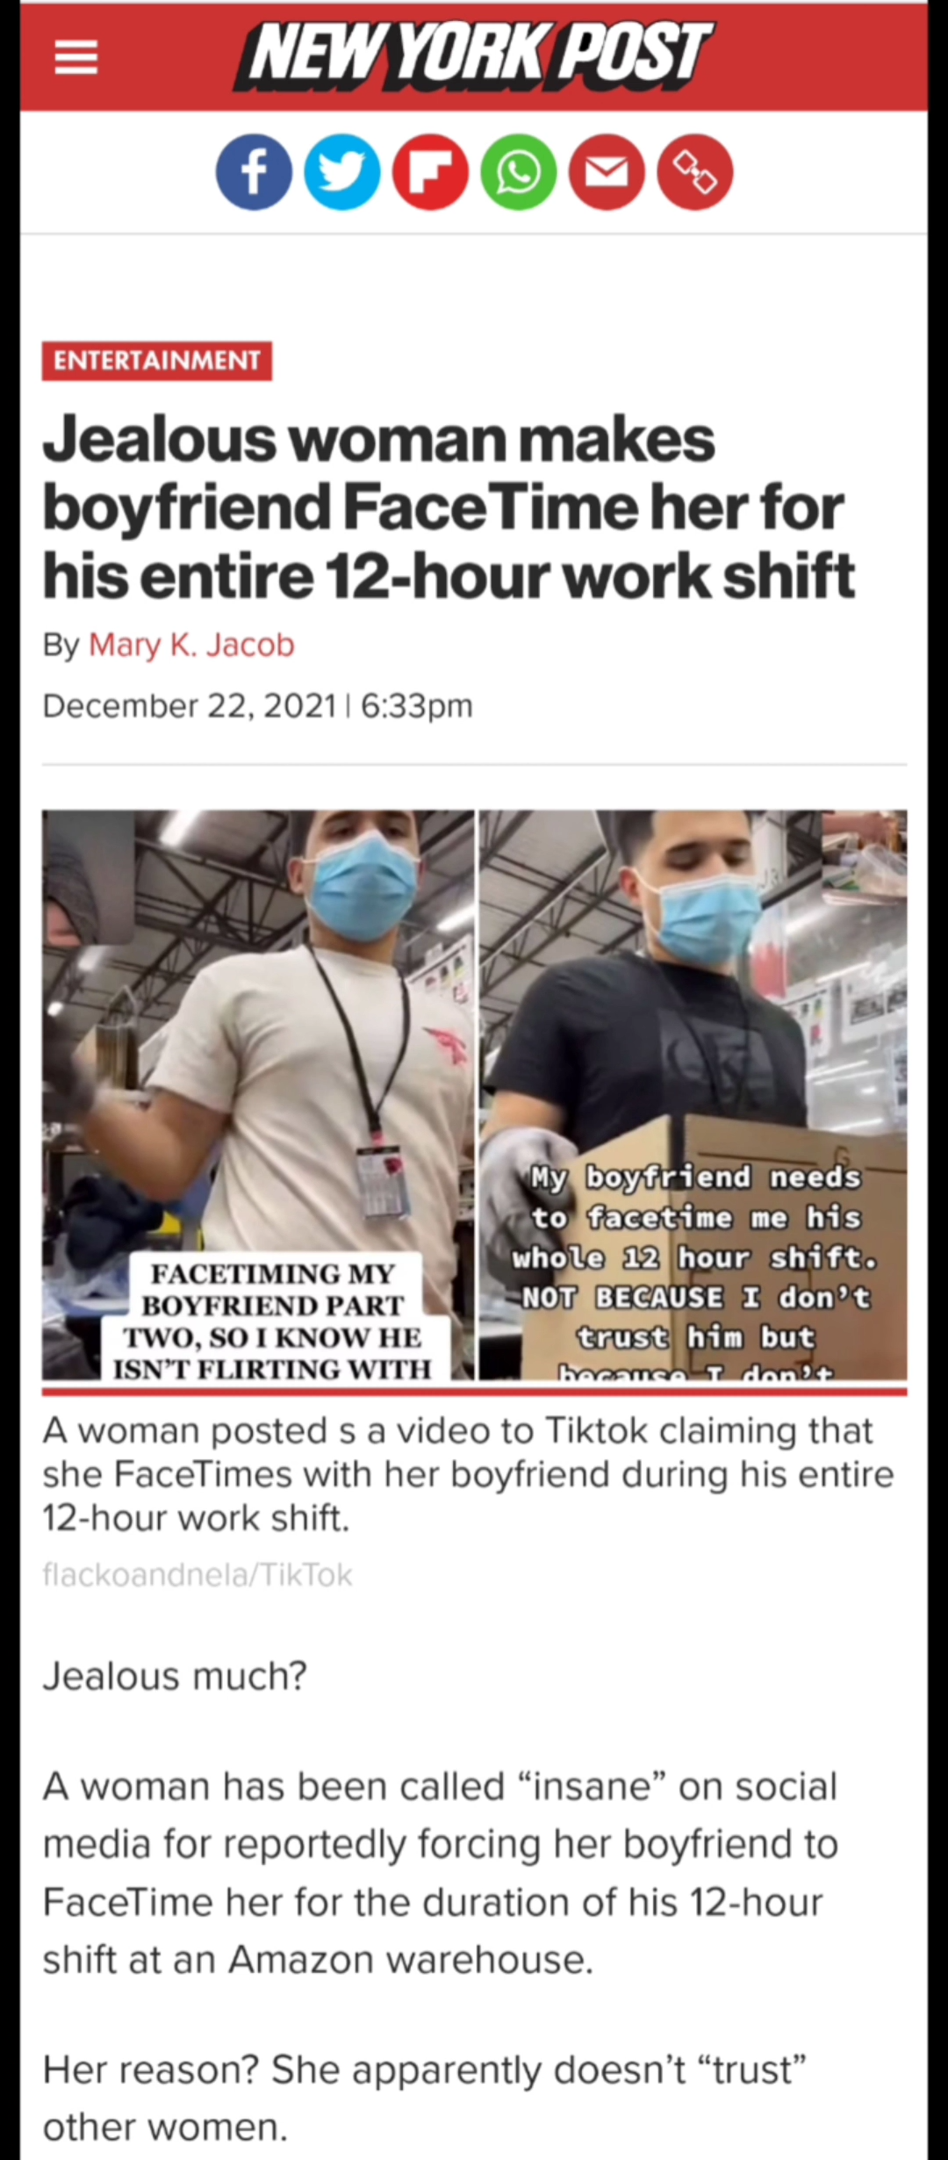 NEW YORK POST
ENTERTAINMENT
Jealous woman makes
boyfriend FaceTime her for
his entire 12-hour work shift
By Mary K. Jacob
December 22, 2021 | 6:33pm
FACETIMING MY
BOYFRIEND PART
TWO, SO I KNOW HE
ISN'T FLIRTING WITH
My boyfriend needs
to facetime me his
whole 12 hour shift.
NOT BECAUSE I don't
trust him but
because I don't
A woman posted s a video to Tiktok claiming that
she FaceTimes with her boyfriend during his entire
12-hour work shift.
flackoandnela/TikTok
Jealous much?
A woman has been called “insane” on social
media for reportedly forcing her boyfriend to
FaceTime her for the duration of his 12-hour
shift at an Amazon warehouse.
Her reason? She apparently doesn't “trust”
other women.